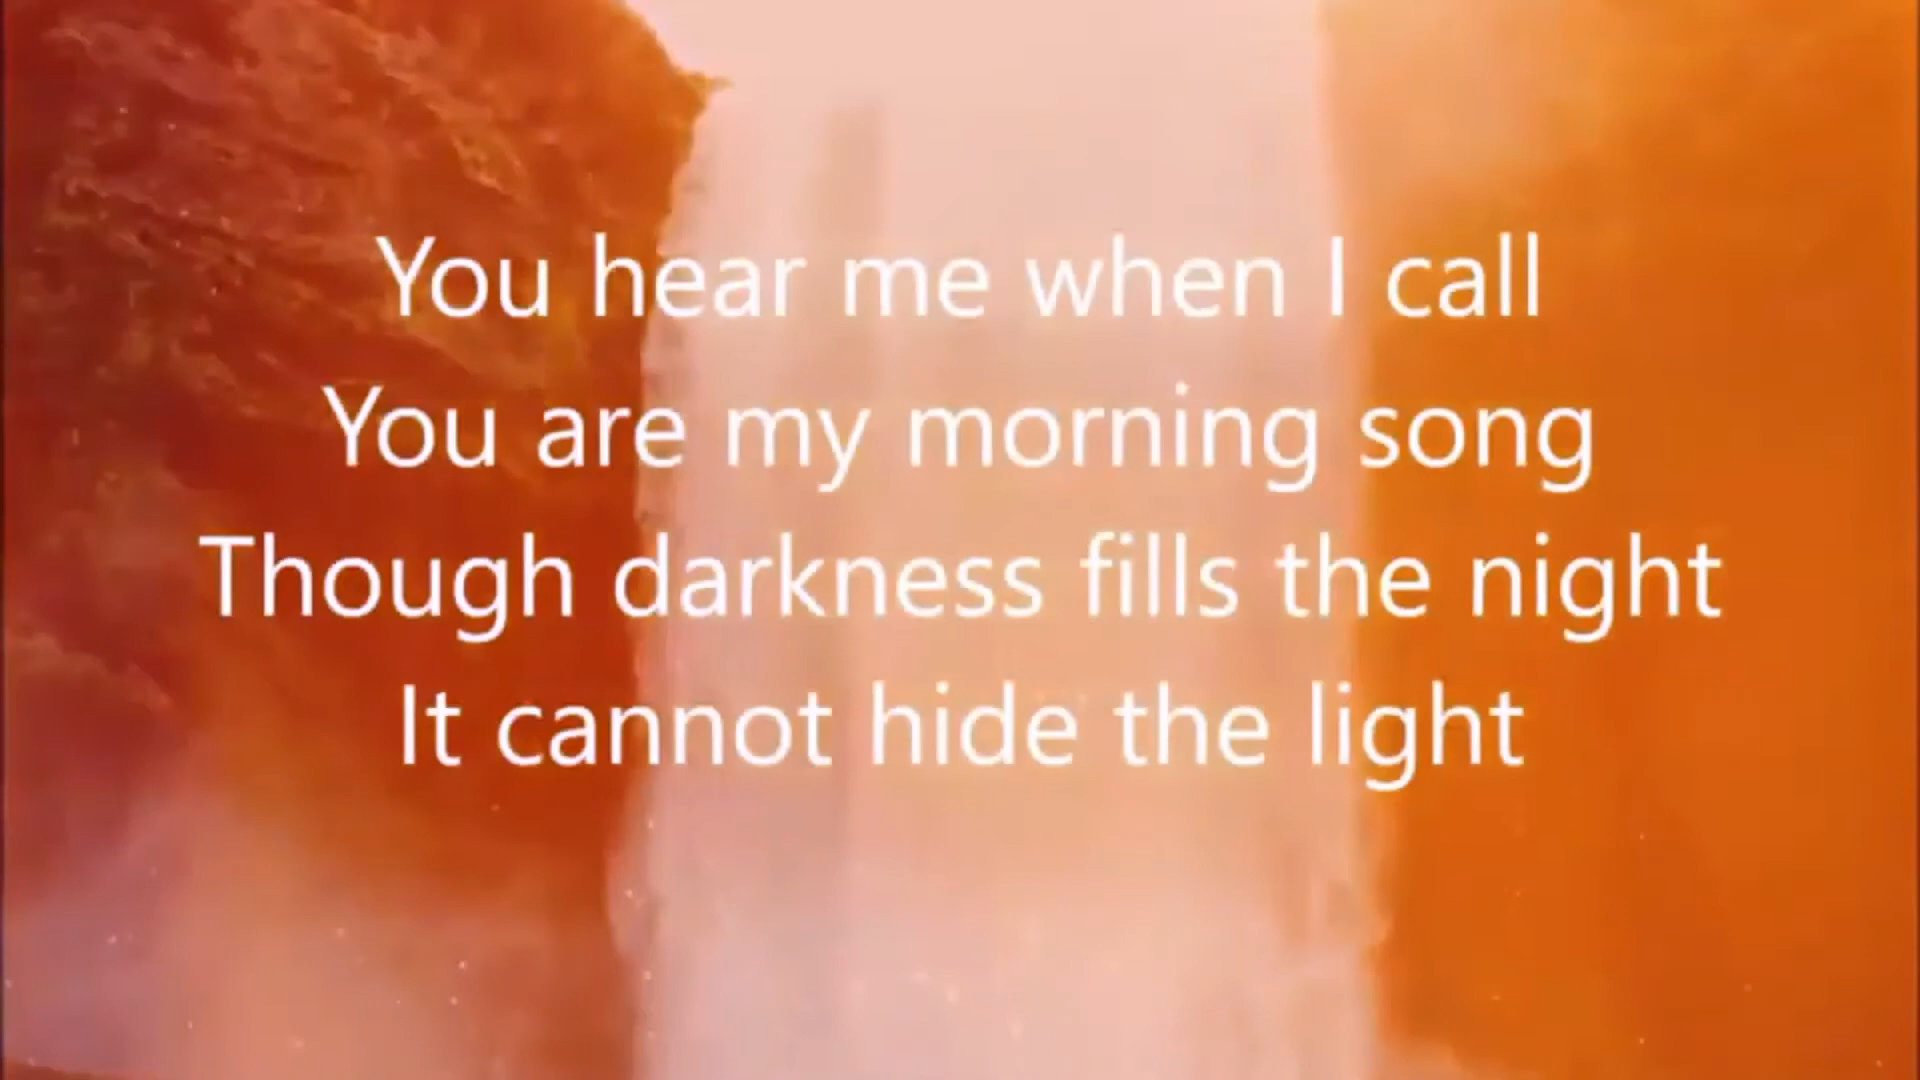 You hear me when I call
You are my morning song
Though darkness fills the night
It cannot hide the light